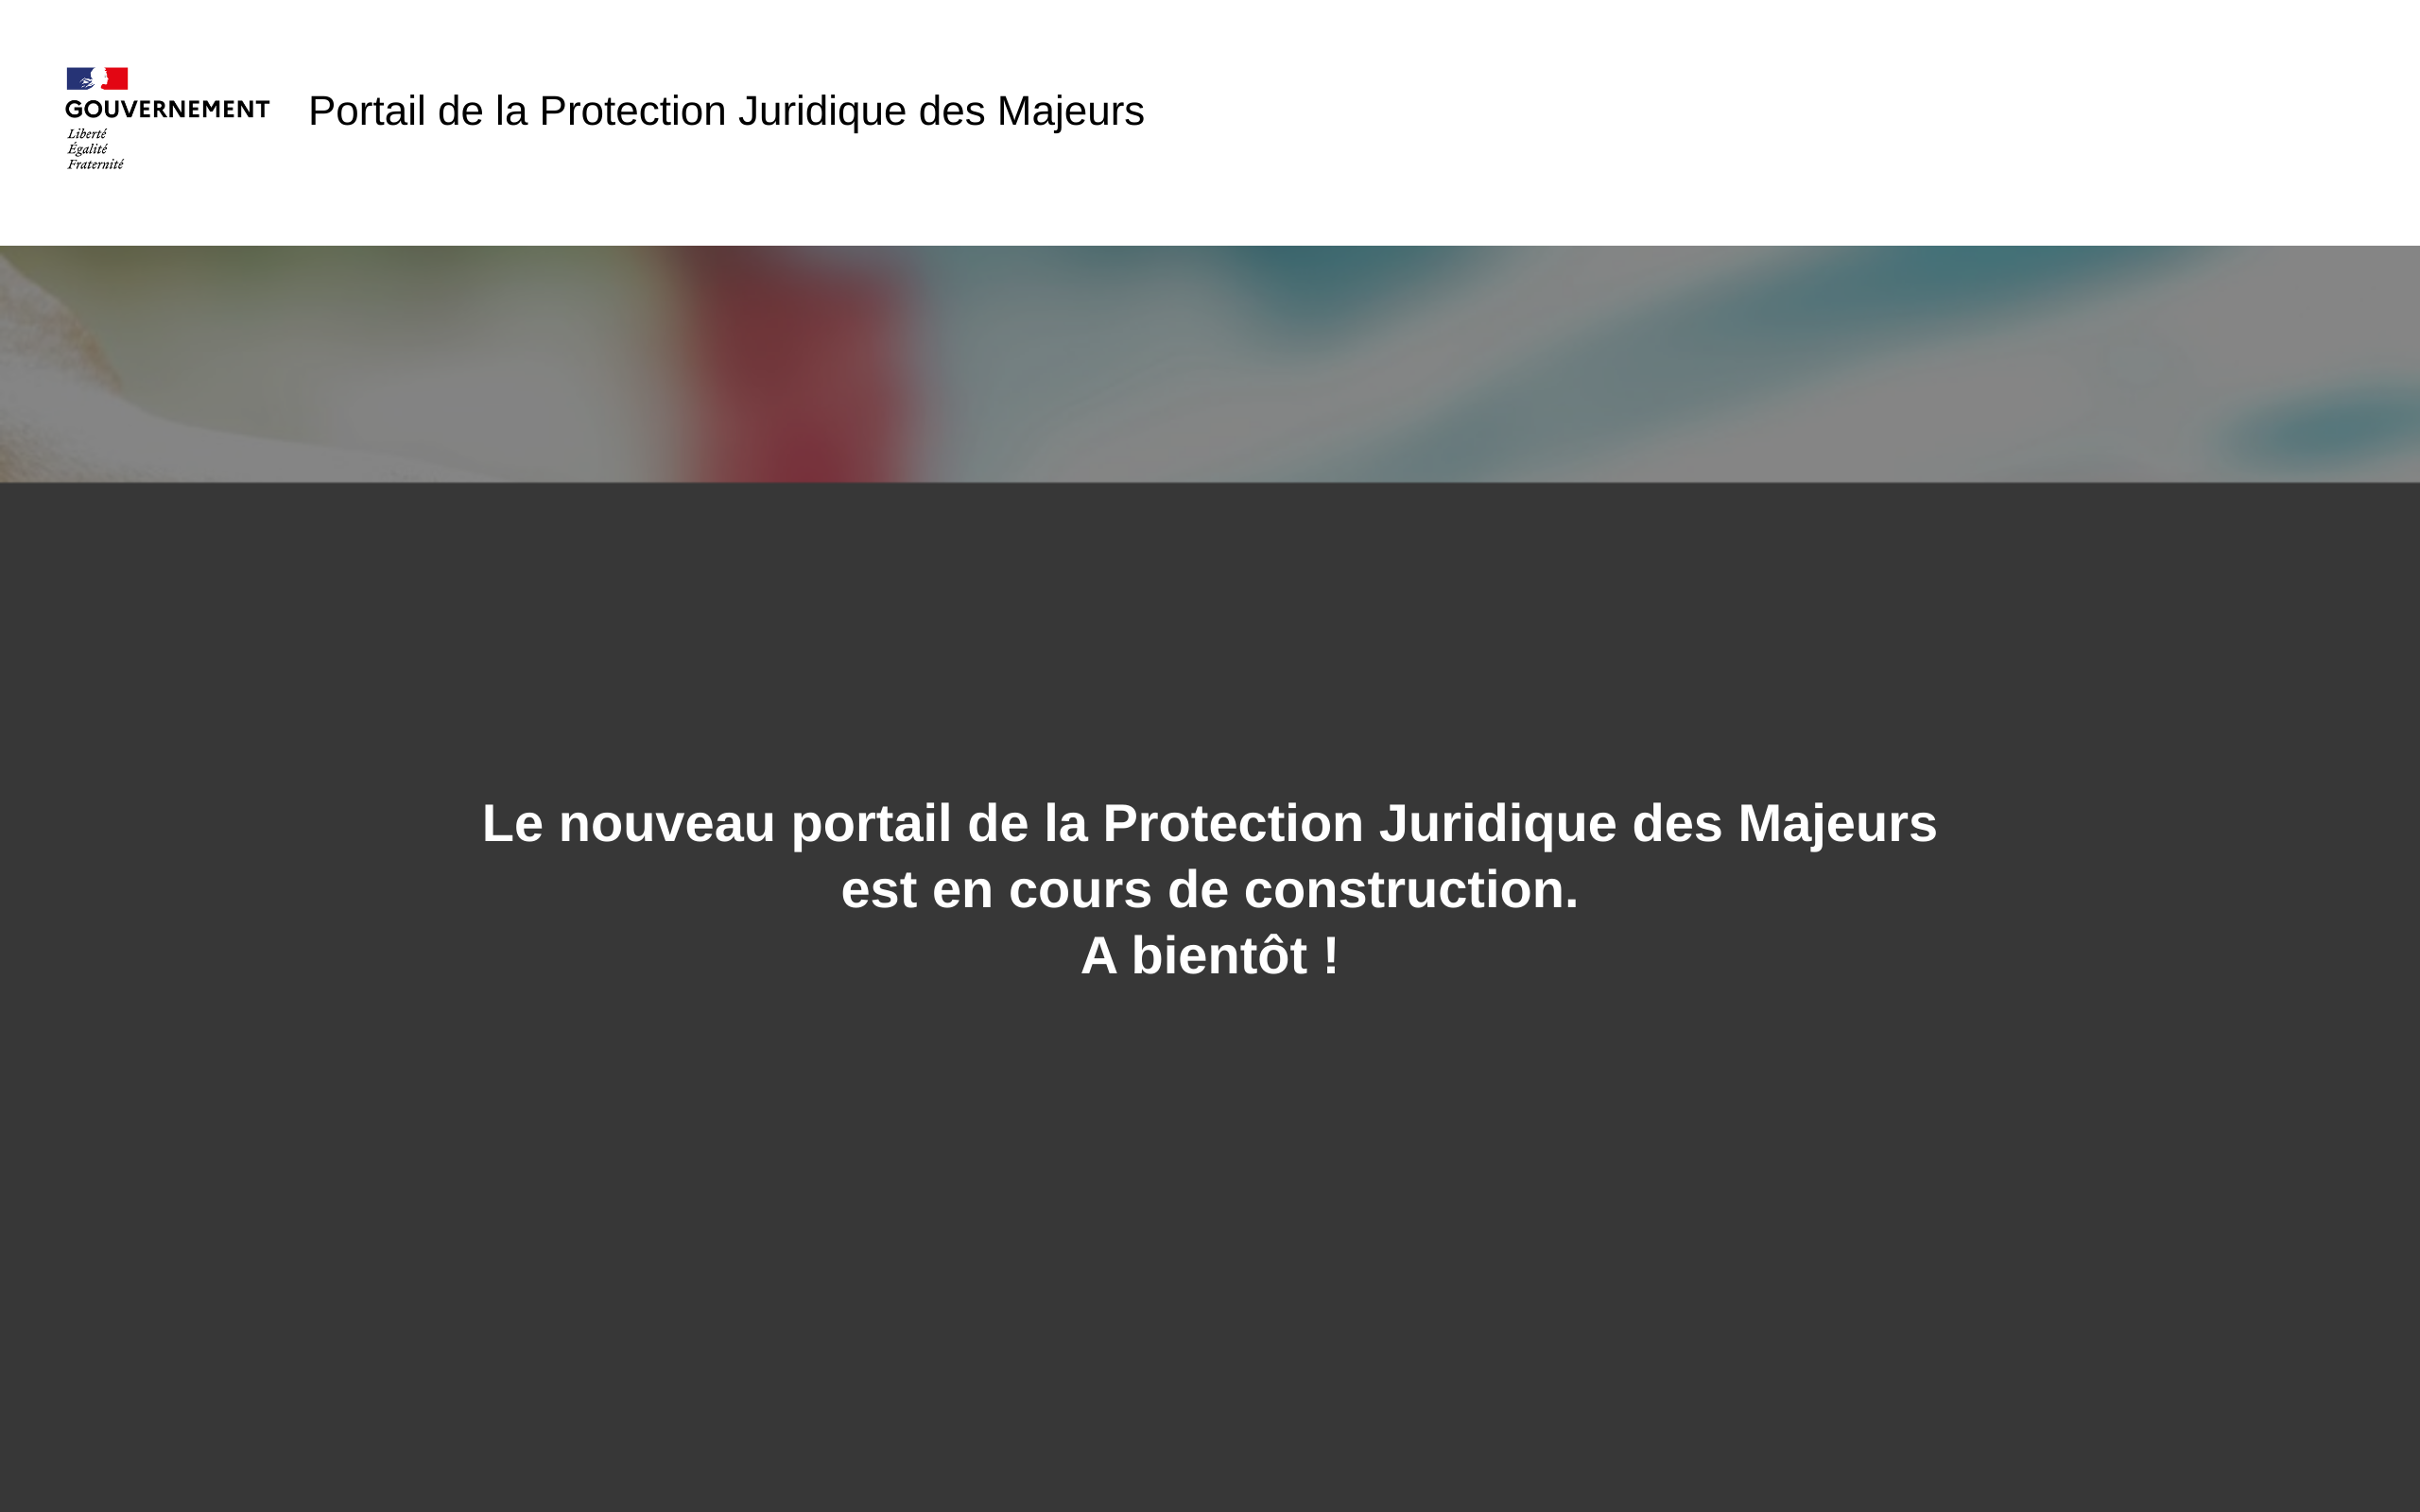 GOUVERNEMENT
Liberté
Égalité
Fraternité
Portail de la Protection Juridique des Majeurs
Le nouveau portail de la Protection Juridique des Majeurs
est en cours de construction.
A bientôt !